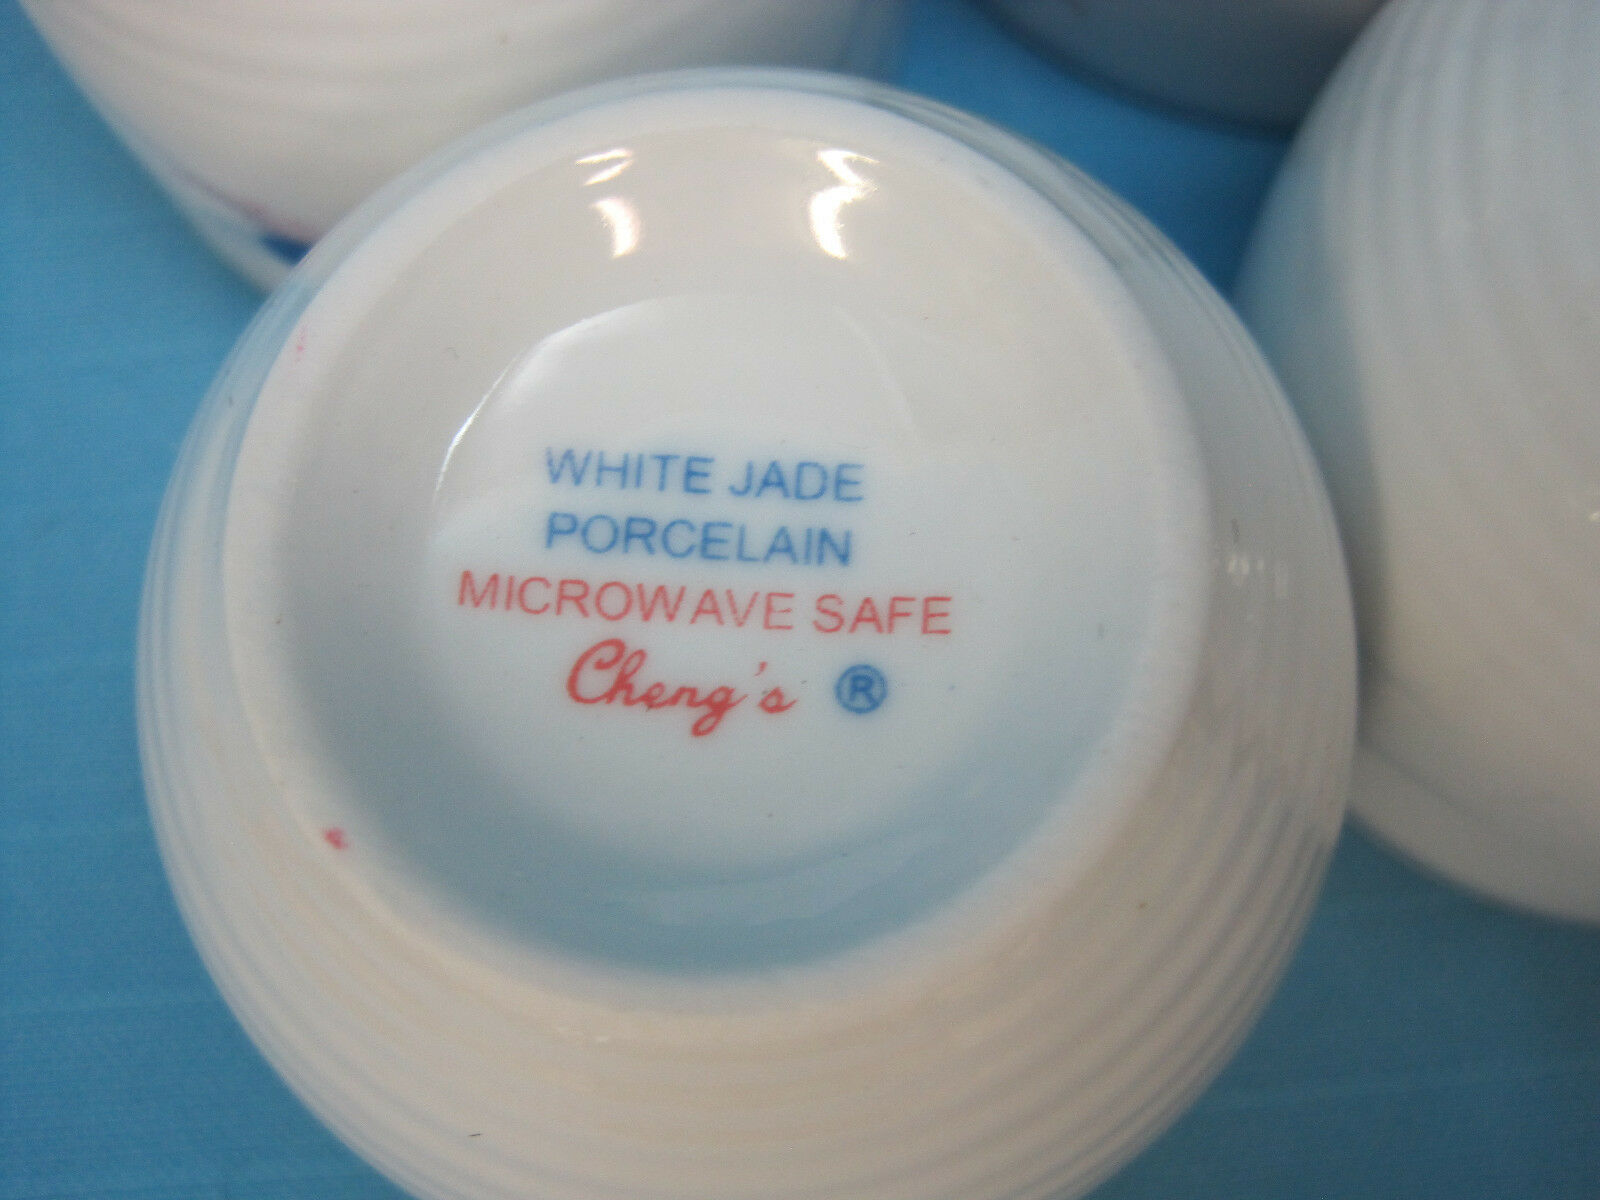 WHITE JADE
PORCELAIN
MICROWAVE SAFE
Cheng's ®